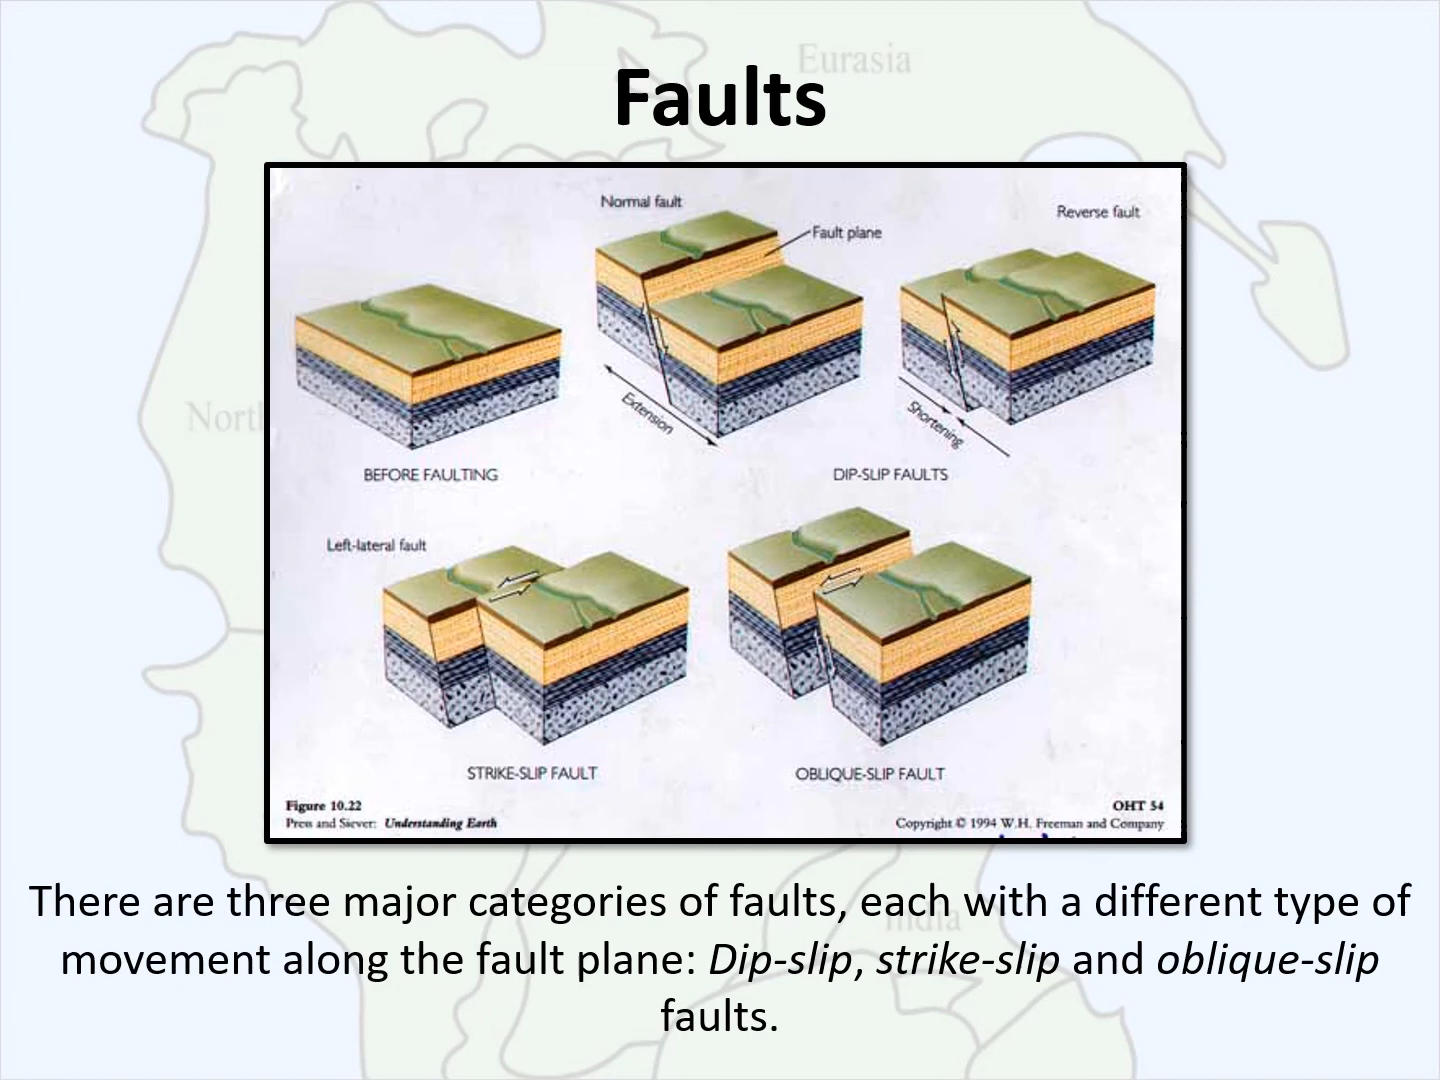 Eurasia
Faults
Normal fault
Fault plane
Reverse fault
Extension
Shortening
BEFORE FAULTING
DIP-SLIP FAULTS
Left-lateral fault
STRIKE-SLIP FAULT
OBLIQUE-SLIP FAULT
Figure 10.22
Press and Siever: Understanding Earth
OHT 54
Copyright © 1994 W.H. Freeman and Company
North
India
There are three major categories of faults, each with a different type of
movement along the fault plane: Dip-slip, strike-slip and oblique-slip
faults.